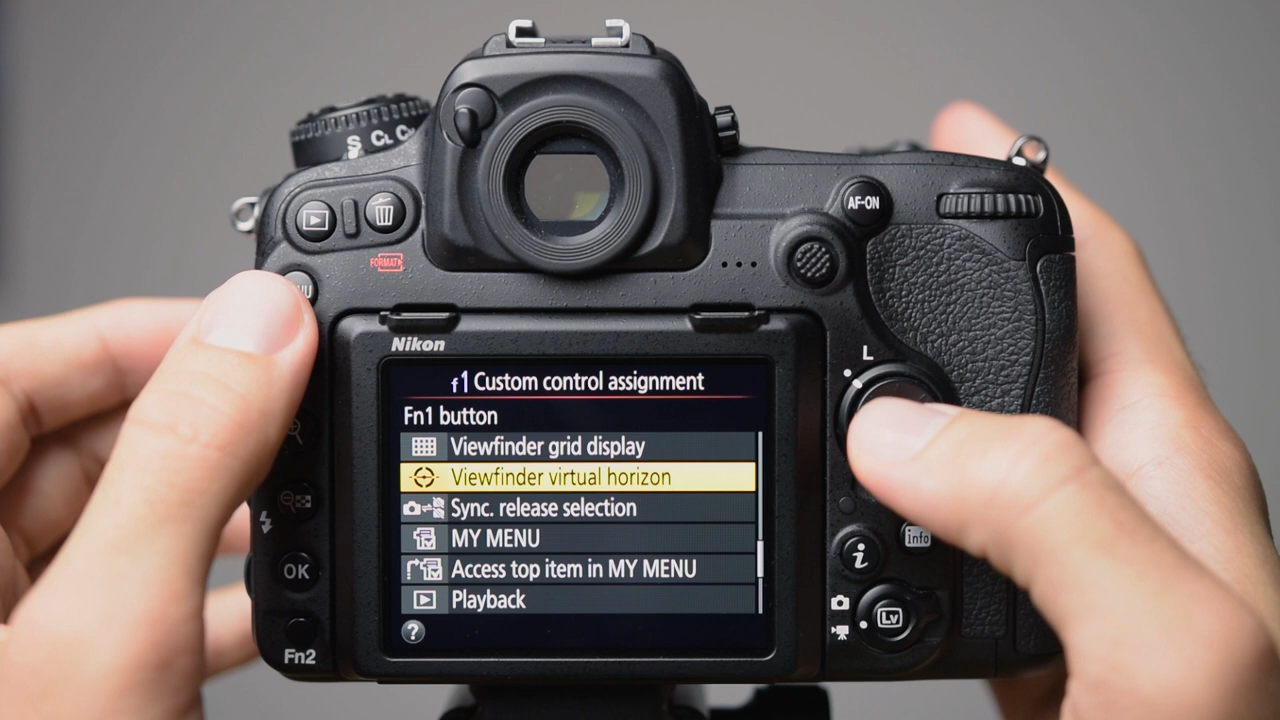 S CL
AF-ON
FORMAT
L
Nikon
f1 Custom control assignment
Fn1 button
Viewfinder grid display
Viewfinder virtual horizon
Sync. release selection
MY MENU
Access top item in MY MENU
Playback
?
info
i
OK
Lv
Fn2